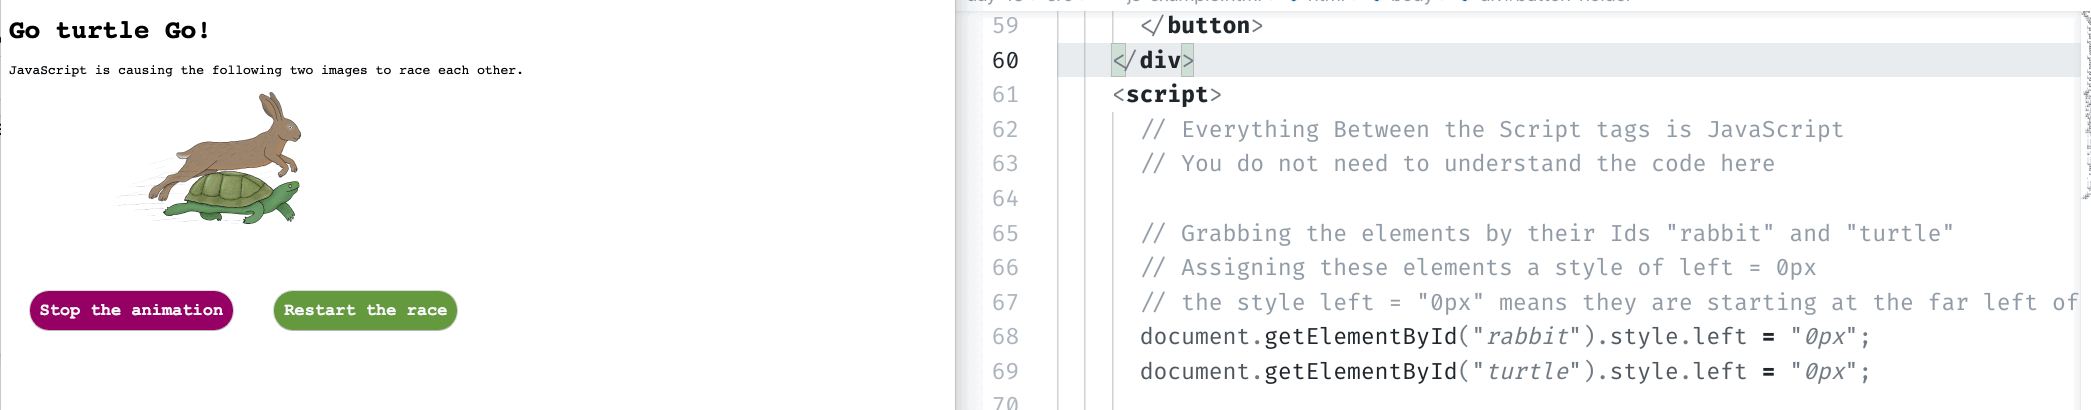 Go turtle Go!
JavaScript is causing the following two images to race each other.
Stop the animation
Restart the race
59 </button>
60 </div>
61 <script>
62 // Everything Between the Script tags is JavaScript
63 // You do not need to understand the code here
64
65 // Grabbing the elements by their Ids "rabbit" and "turtle"
66 // Assigning these elements a style of left = 0px
67 // the style left = "0px" means they are starting at the far left of
68 document.getElementById("rabbit").style.left = "0px";
69 document.getElementById("turtle").style.left = "0px";
70